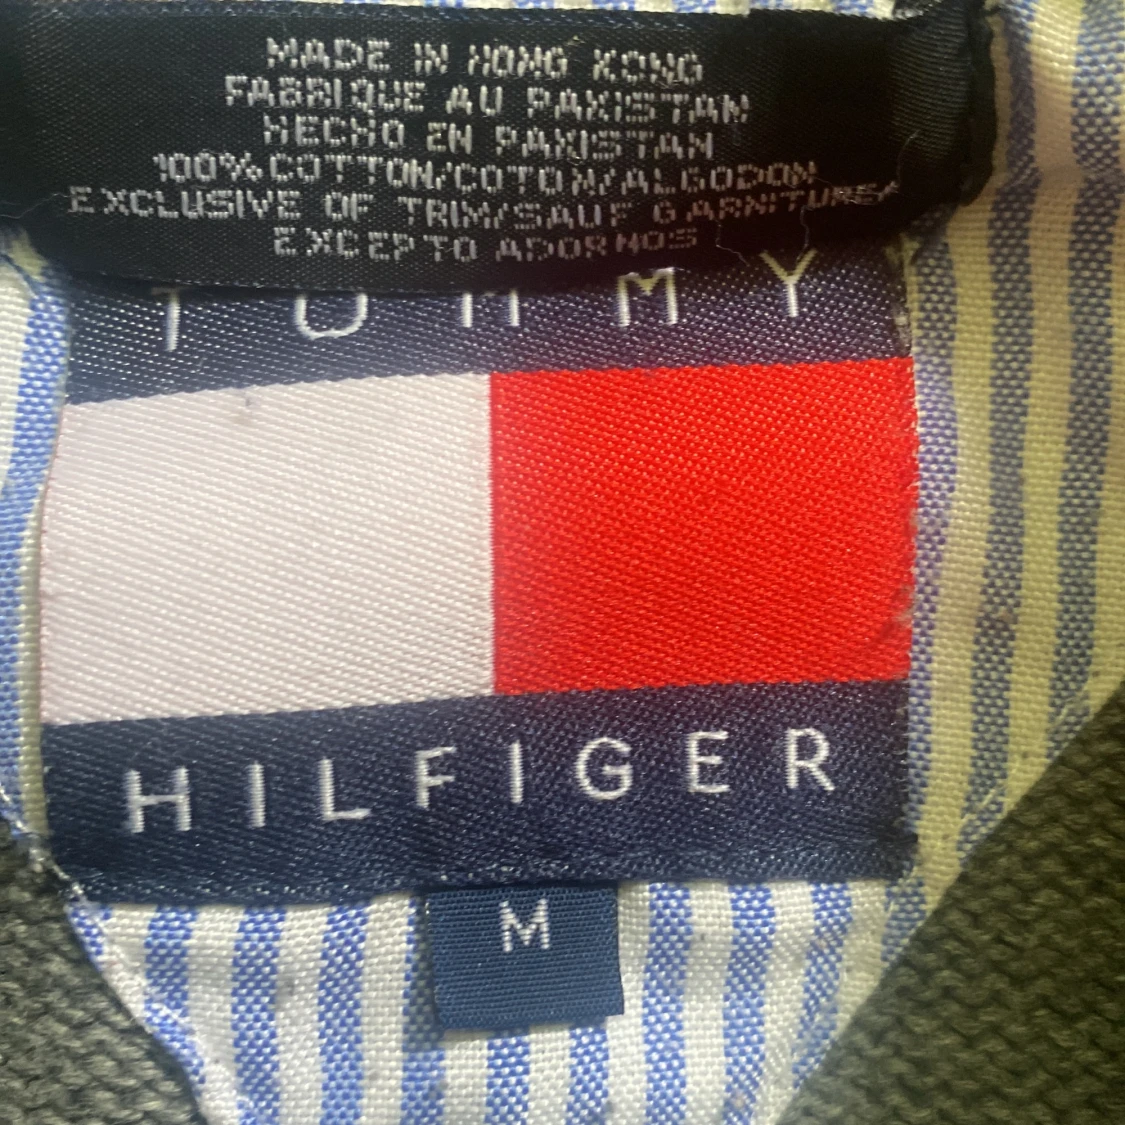 MADE IN HONG KONG
FABRIQUE AU PAKISTAN
HECHO EN PAKISTAN
100% COTTON/COTON/ALGODON
EXCLUSIVE OF TRIM/SAUF GARNITURE/
EXCEPTO ADORNOS
TOMMY
HILFIGER
M